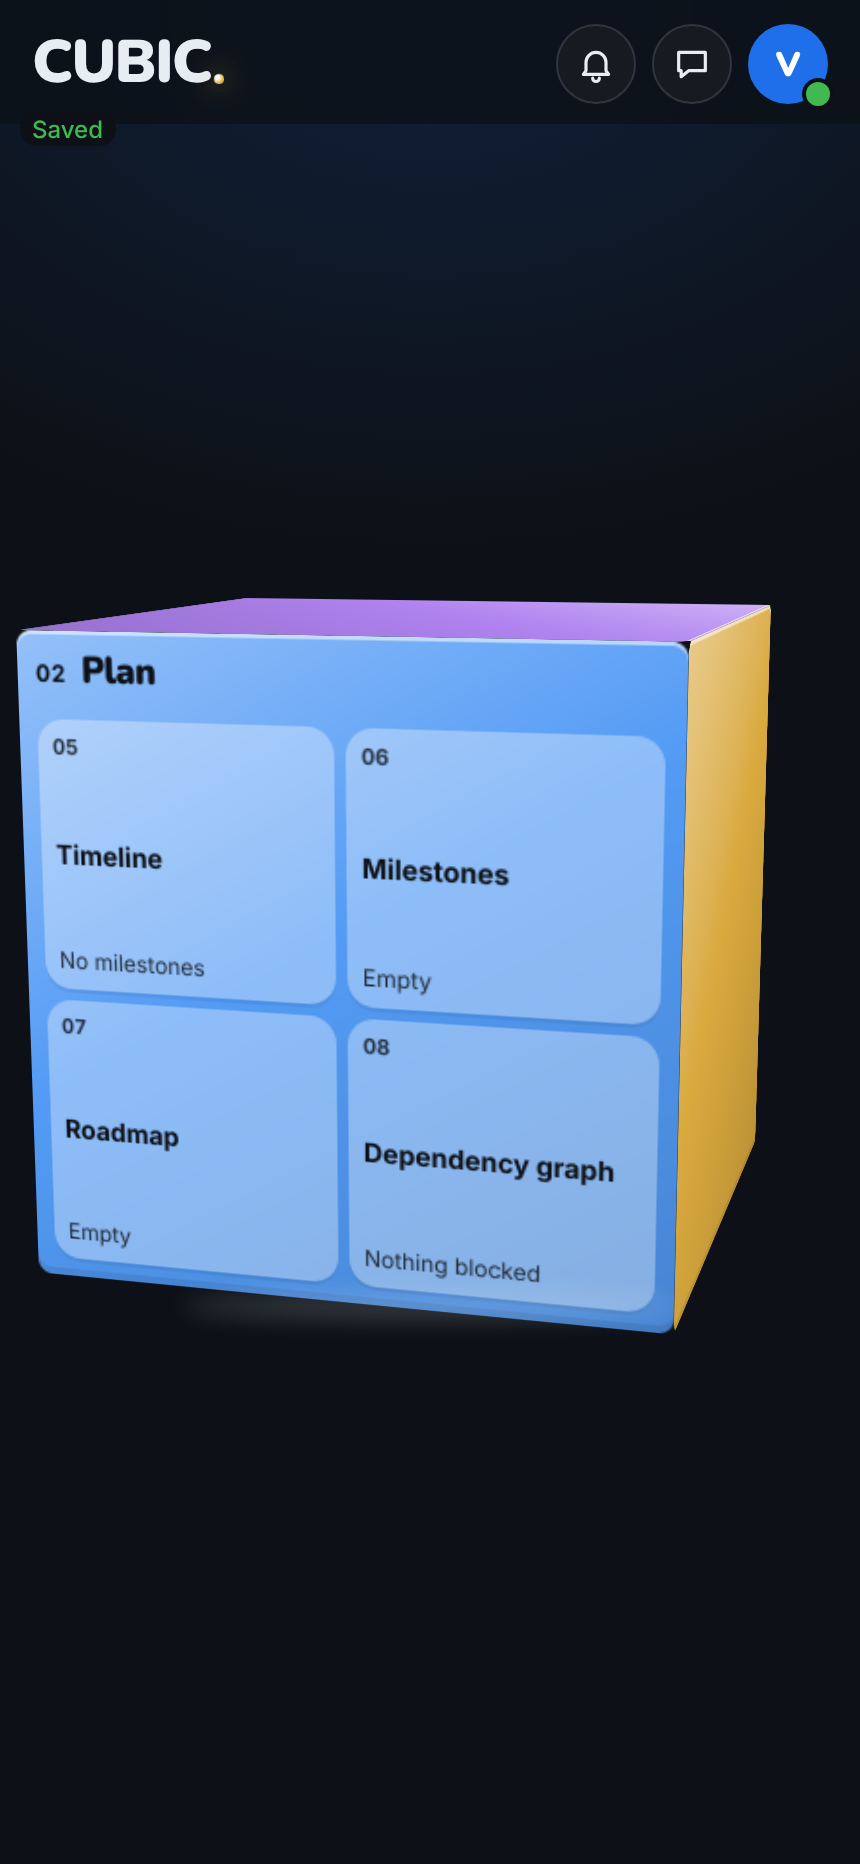 CUBIC.
V
Saved
02 Plan
05
Timeline
No milestones
06
Milestones
Empty
07
Roadmap
Empty
08
Dependency graph
Nothing blocked